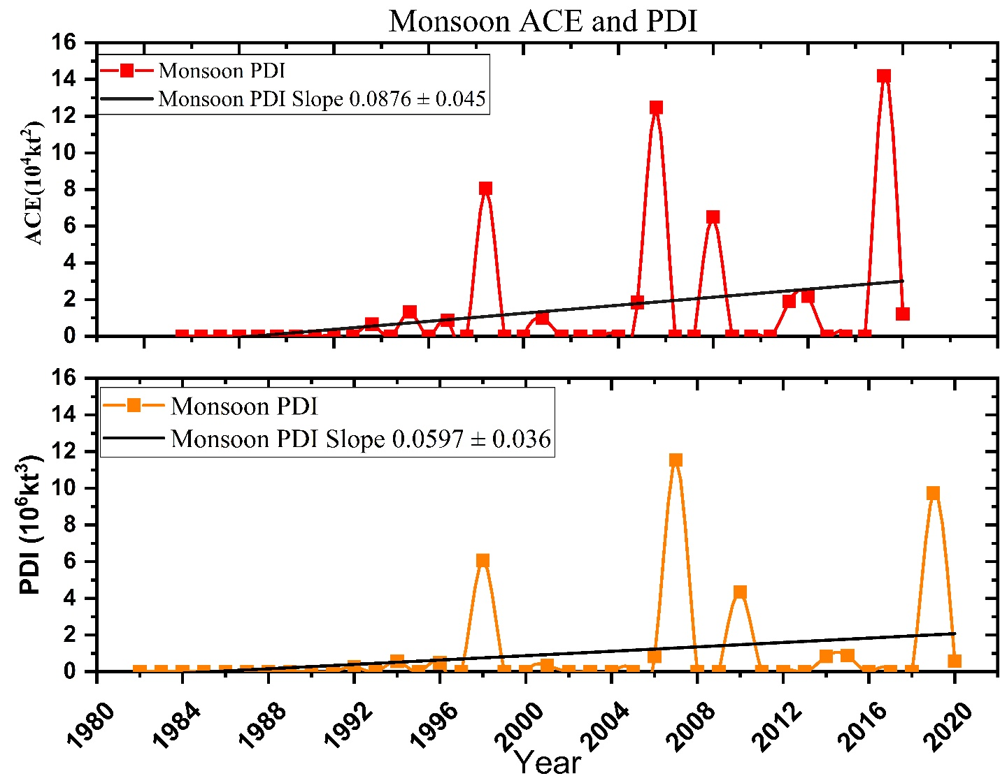 Monsoon ACE and PDI
16
14
12
10
8
6
4
2
0
ACE(10⁴kt²)
Monsoon PDI
Monsoon PDI Slope 0.0876 ± 0.045
16
14
12
10
8
6
4
2
0
PDI (10⁶kt³)
Monsoon PDI
Monsoon PDI Slope 0.0597 ± 0.036
1980 1984 1988 1992 1996 2000 2004 2008 2012 2016 2020
Year